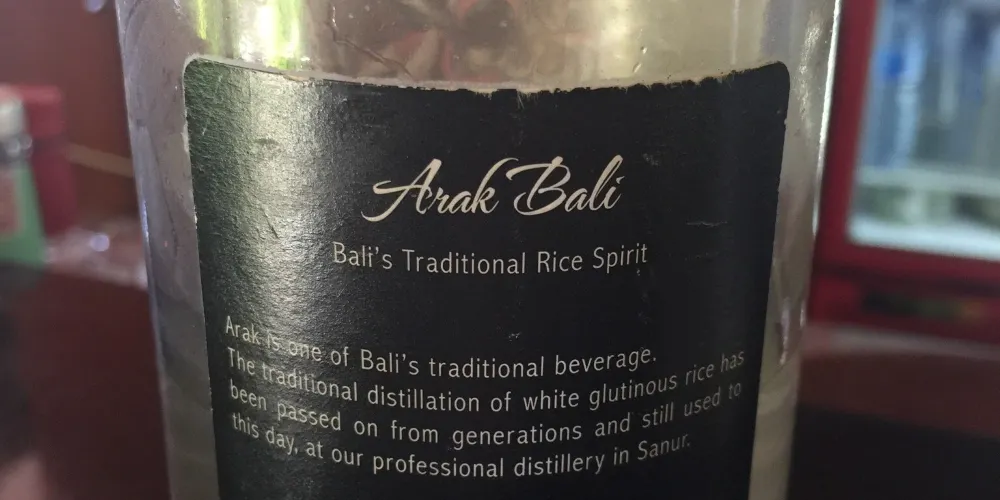 Arak Bali
Bali's Traditional Rice Spirit
Arak is one of Bali's traditional beverage.
The traditional distillation of white glutinous rice has
been passed on from generations and still used to
this day, at our professional distillery in Sanur.